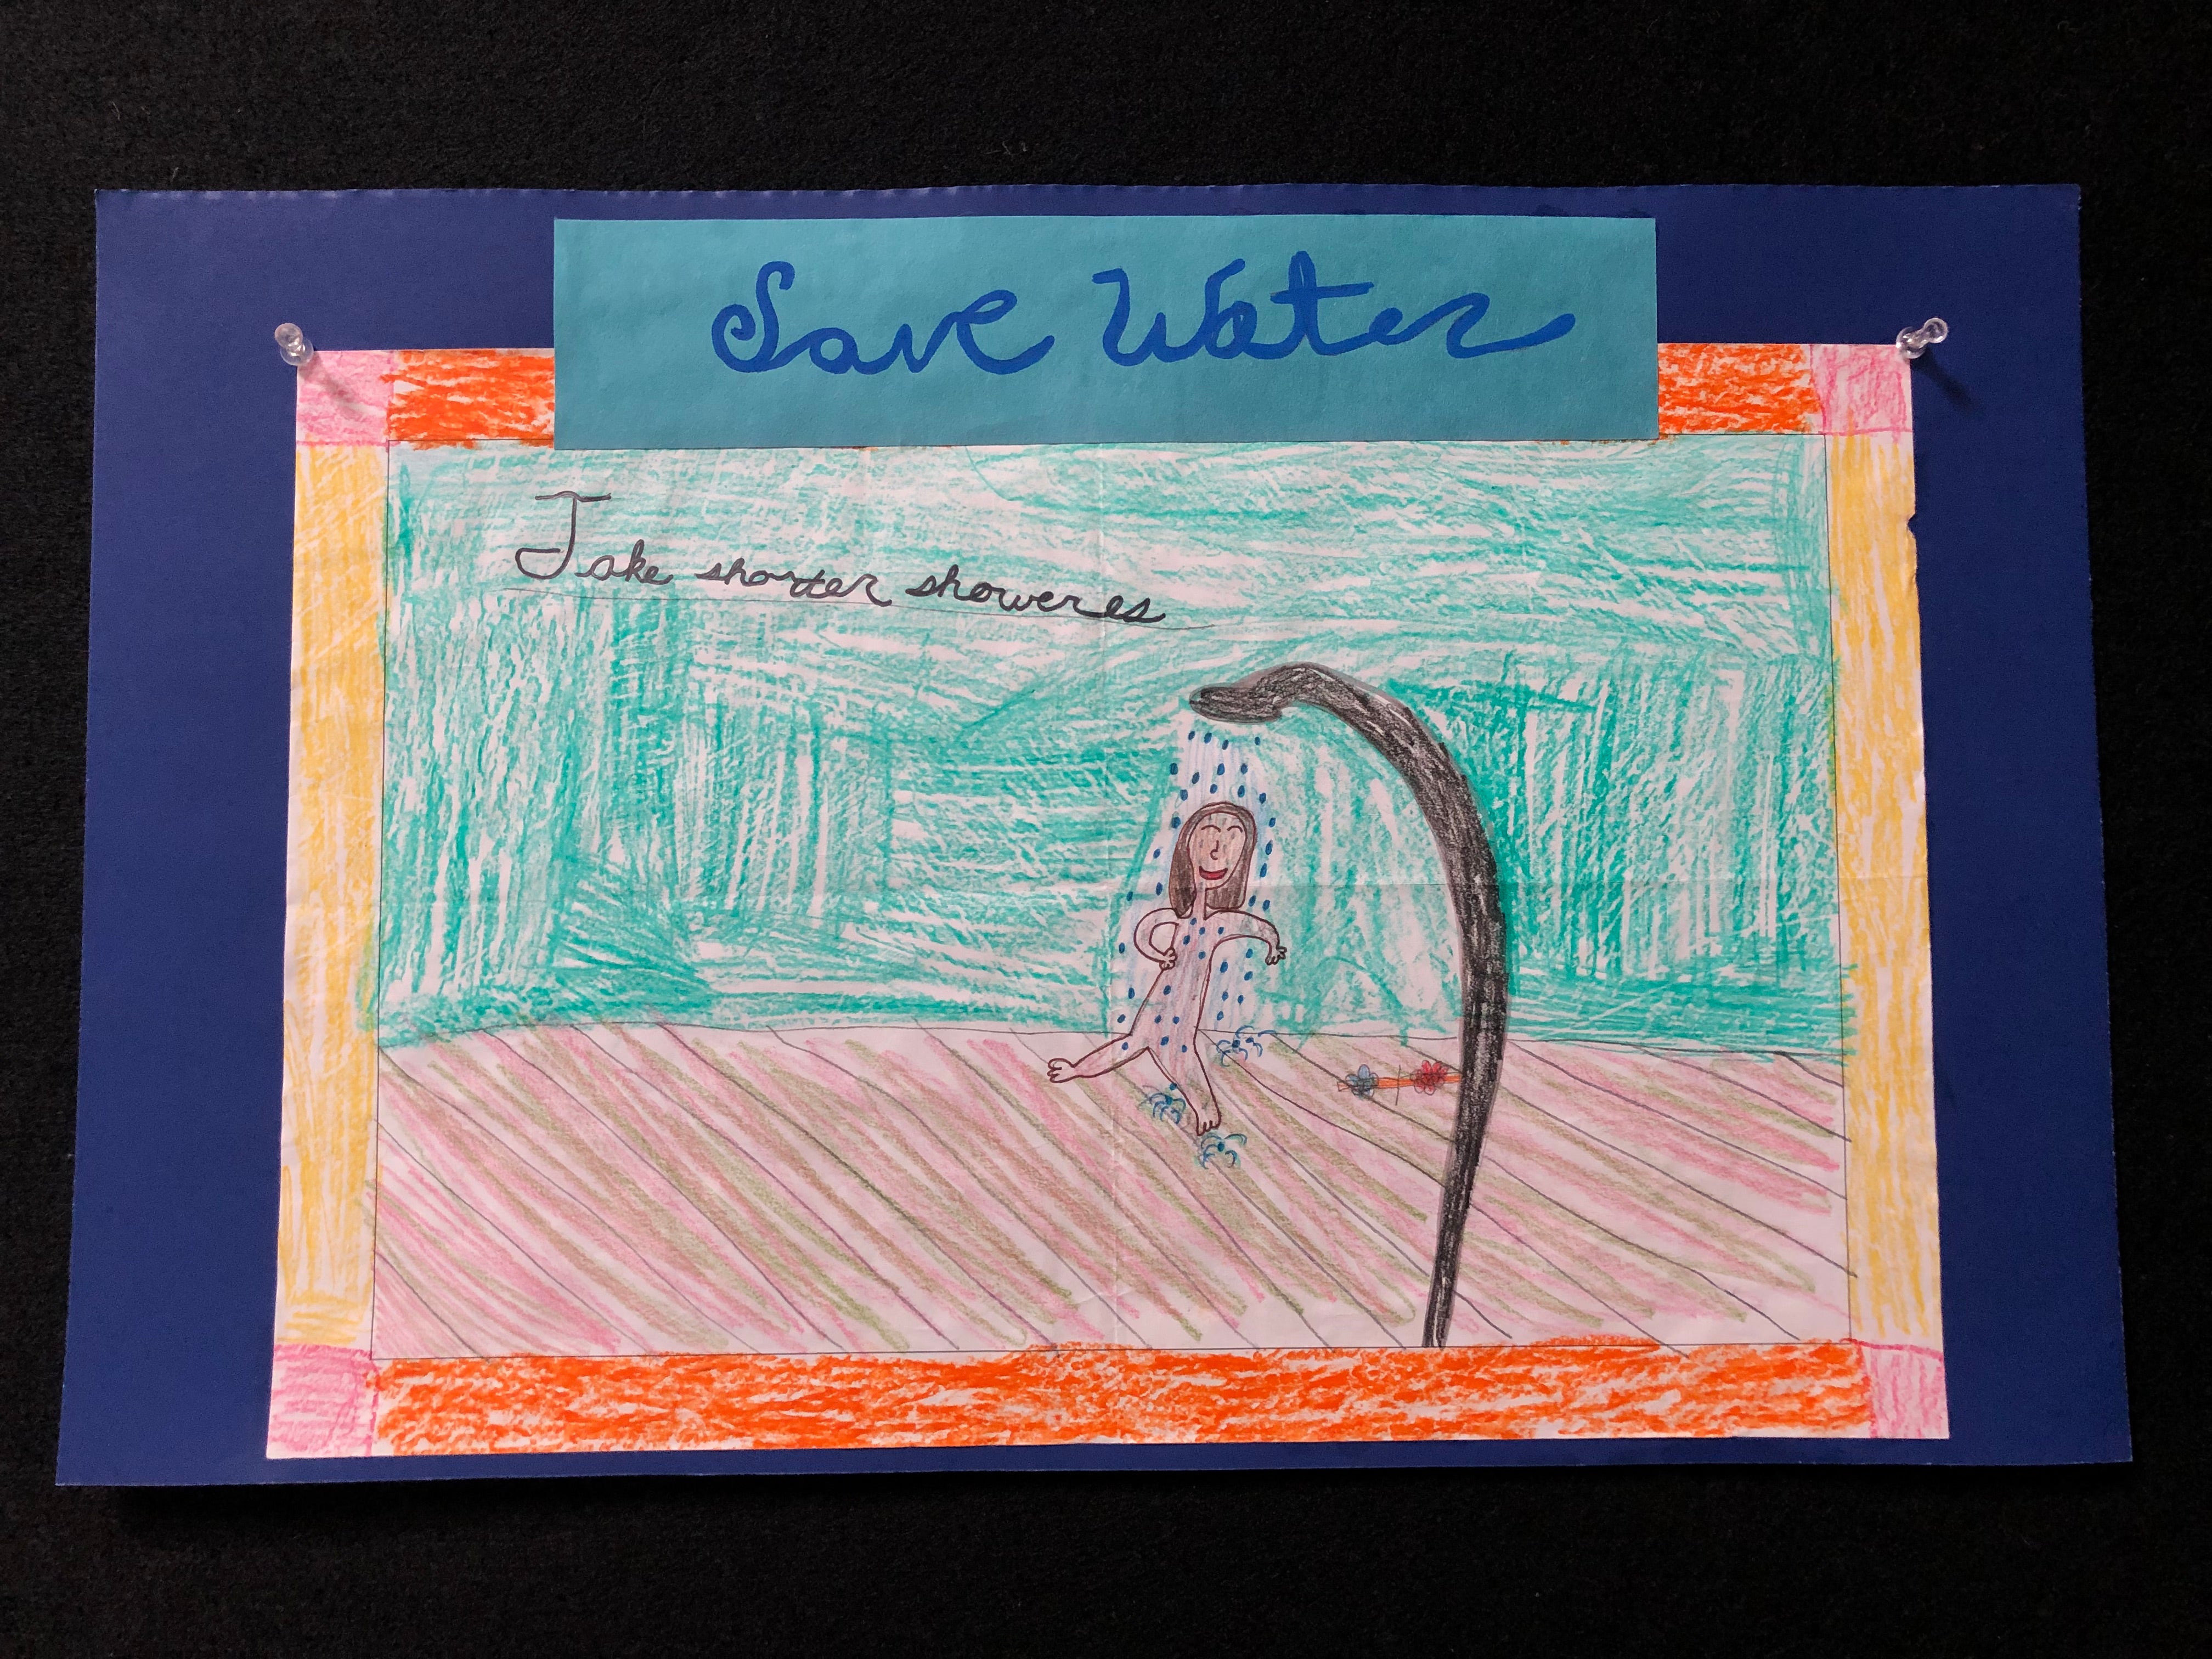 Save Water
Take shorter showeres